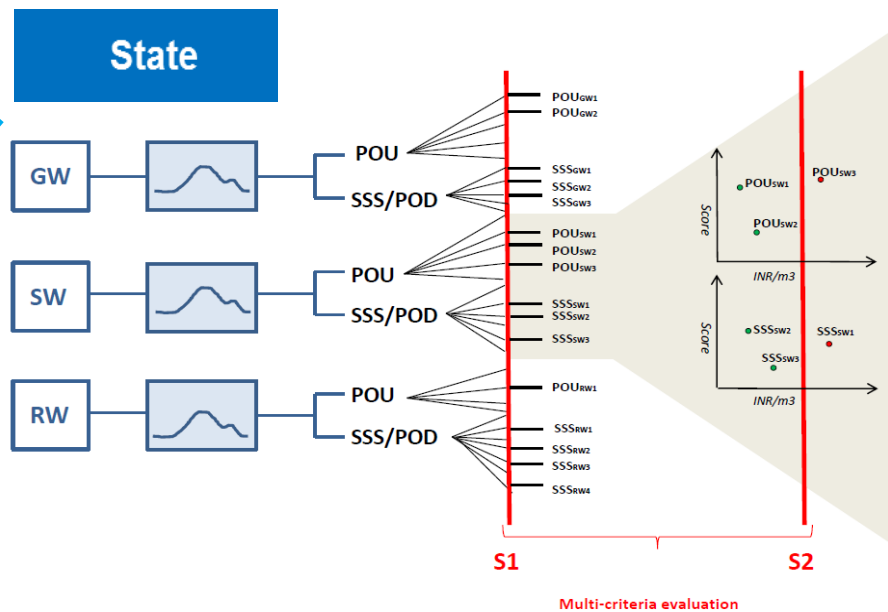 State
GW
POU
SSS/POD
POUGW1
POUGW2
SSSGW1
SSSGW2
SSSGW3
SW
POU
SSS/POD
POUSW1
POUSW2
POUSW3
SSSSW1
SSSSW2
SSSSW3
RW
POU
SSS/POD
POURW1
SSSRW1
SSSRW2
SSSRW3
SSSRW4
Score
POUSW1
POUSW3
POUSW2
INR/m3
Score
SSSSW2
SSSSW1
SSSSW3
INR/m3
S1
S2
Multi-criteria evaluation